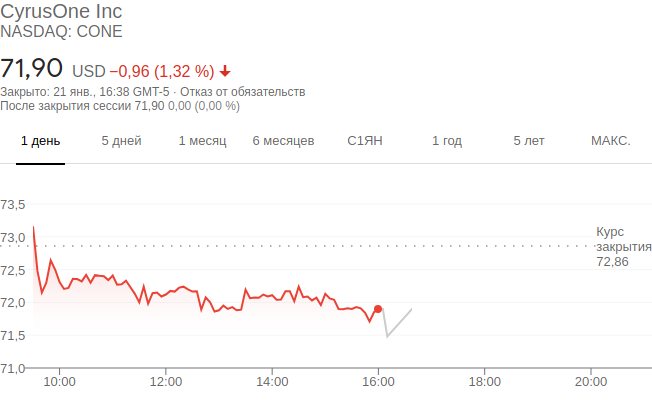 CyrusOne Inc
NASDAQ: CONE
71,90 USD −0,96 (1,32 %)
Закрыто: 21 янв., 16:38 GMT-5 · Отказ от обязательств
После закрытия сессии 71,90 0,00 (0,00 %)
1 день 5 дней 1 месяц 6 месяцев С1ЯН 1 год 5 лет МАКС.
73,5
73,0
72,5
72,0
71,5
71,0
Курс
закрытия
72,86
10:00 12:00 14:00 16:00 18:00 20:00